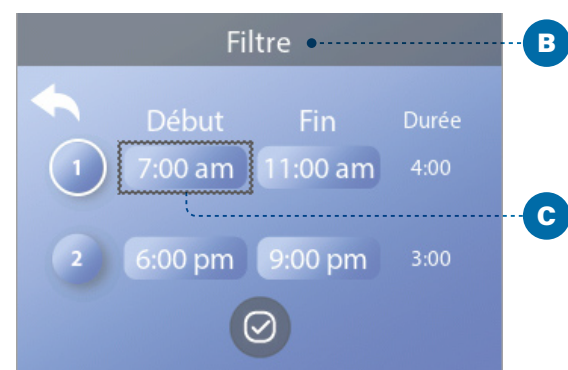 Filtre B
Début Fin Durée
1 7:00 am 11:00 am 4:00
C
2 6:00 pm 9:00 pm 3:00